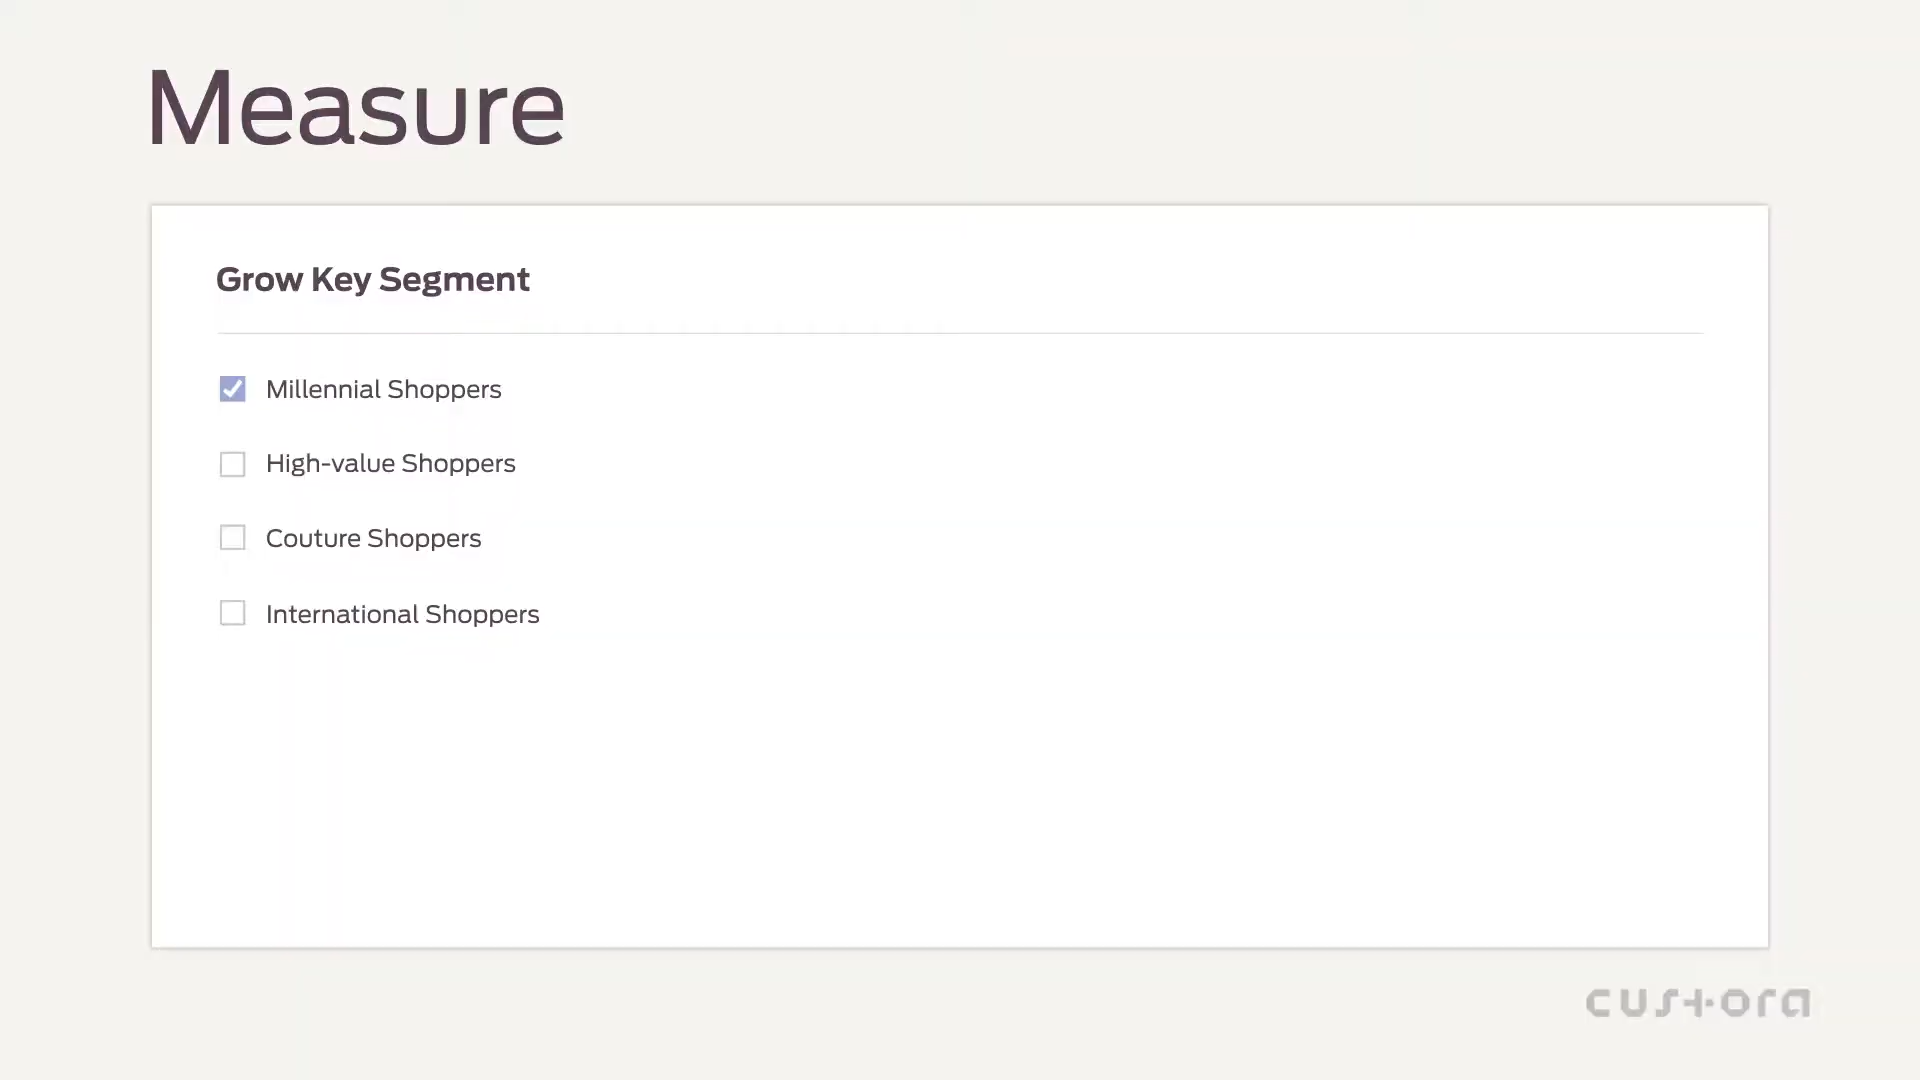 Measure
Grow Key Segment
Millennial Shoppers
High-value Shoppers
Couture Shoppers
International Shoppers
custora